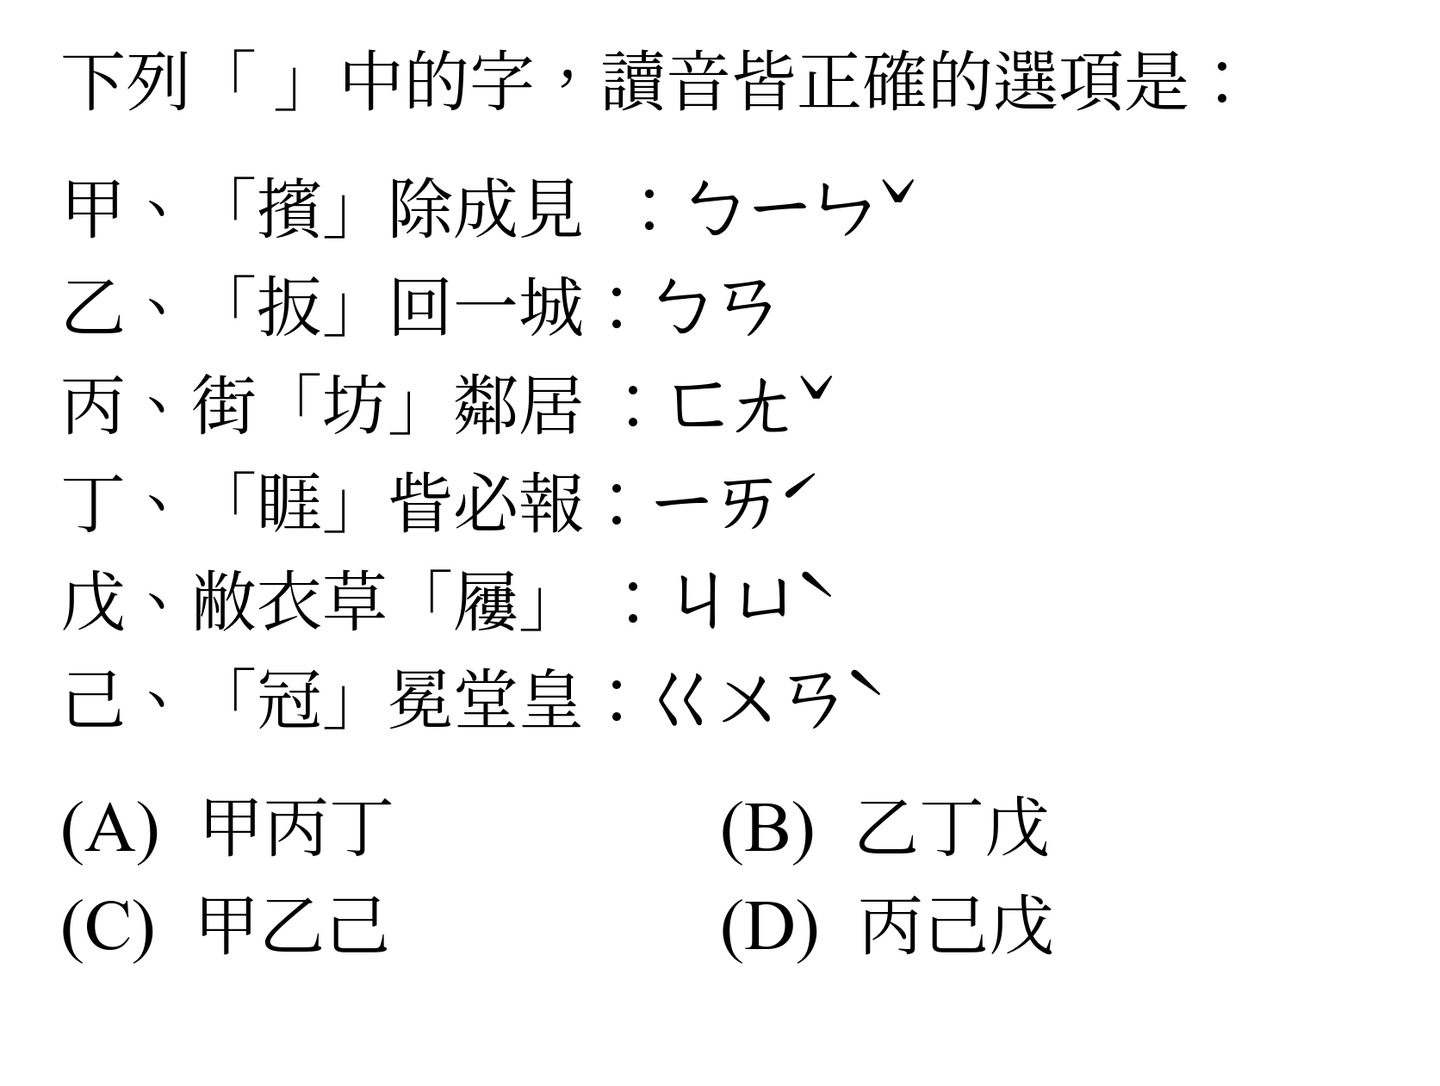 下列「 」中的字，讀音皆正確的選項是：
甲、「擯」除成見 ：ㄅㄧㄣˇ
乙、「扳」回一城：ㄅㄢ
丙、街「坊」鄰居 ：ㄈㄤˇ
丁、「睚」眥必報：ㄧㄞˊ
戊、敝衣草「屨」 ：ㄐㄩˋ
己、「冠」冕堂皇：ㄍㄨㄢˋ
(A) 甲丙丁 (B) 乙丁戊
(C) 甲乙己 (D) 丙己戊